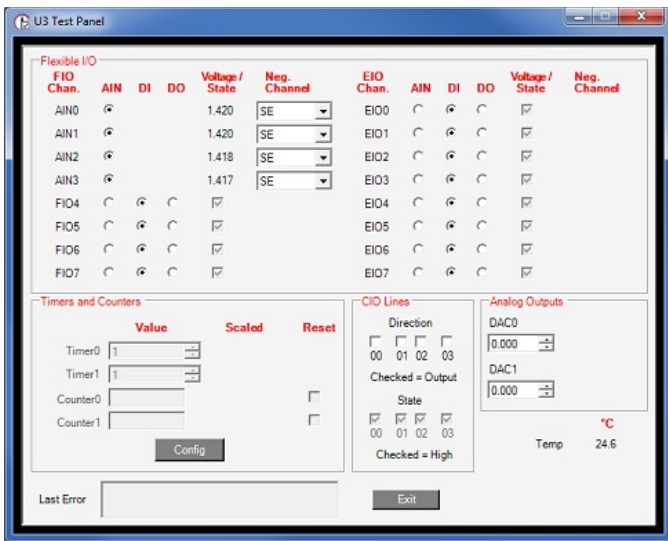 U3 Test Panel
Flexible I/O
FIO Chan. AIN DI DO Voltage / State Neg. Channel EIO Chan. AIN DI DO Voltage / State Neg. Channel
AIN0 1.420 SE EIO0
AIN1 1.420 SE EIO1
AIN2 1.418 SE EIO2
AIN3 1.417 SE EIO3
FIO4 EIO4
FIO5 EIO5
FIO6 EIO6
FIO7 EIO7
Timers and Counters
Value Scaled Reset
Timer0 1
Timer1 1
Counter0
Counter1
Config
CIO Lines
Direction
00 01 02 03
Checked = Output
State
00 01 02 03
Checked = High
Analog Outputs
DAC0
0.000
DAC1
0.000
°C
Temp 24.6
Last Error
Exit